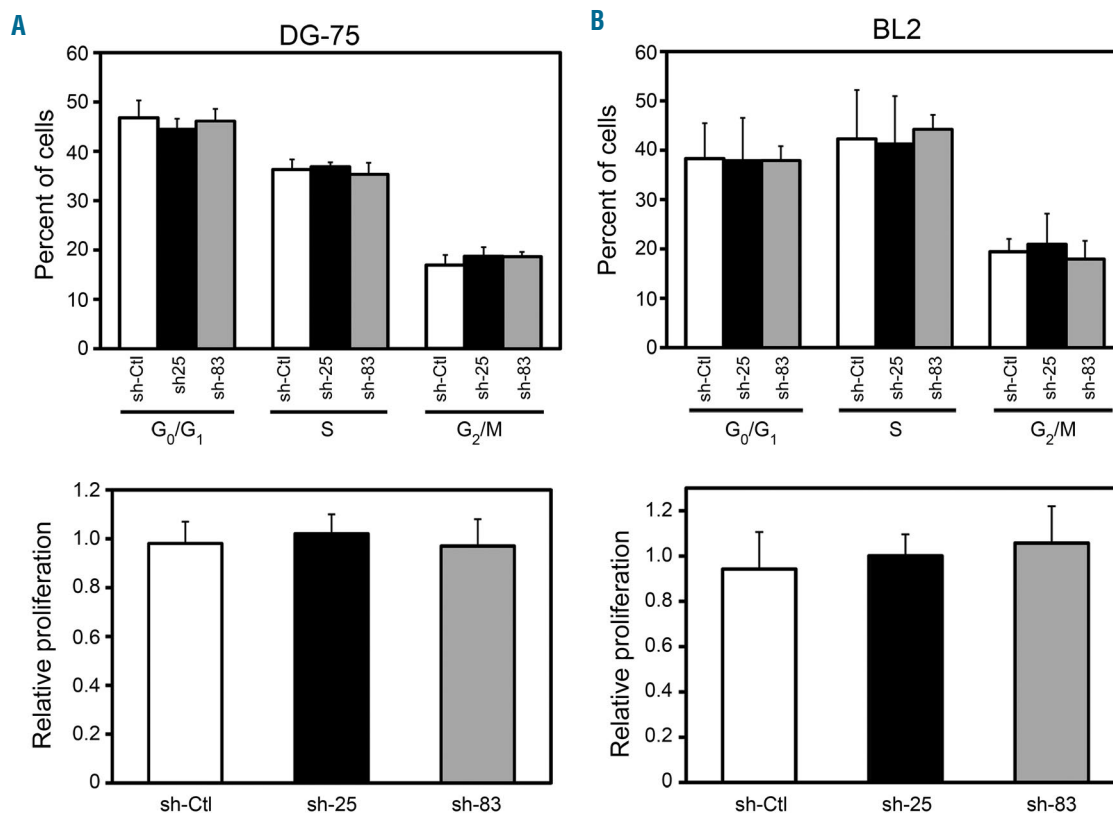 A
DG-75
Percent of cells
60
50
40
30
20
10
0
sh-Ctl
sh25
sh-83
sh-Ctl
sh-25
sh-83
sh-Ctl
sh-25
sh-83
G0/G1
S
G2/M
Relative proliferation
1.2
1.0
0.8
0.6
0.4
0.2
0
sh-Ctl
sh-25
sh-83
B
BL2
Percent of cells
60
50
40
30
20
10
0
sh-Ctl
sh-25
sh-83
sh-Ctl
sh-25
sh-83
sh-Ctl
sh-25
sh-83
G0/G1
S
G2/M
Relative proliferation
1.2
1.0
0.8
0.6
0.4
0.2
0
sh-Ctl
sh-25
sh-83